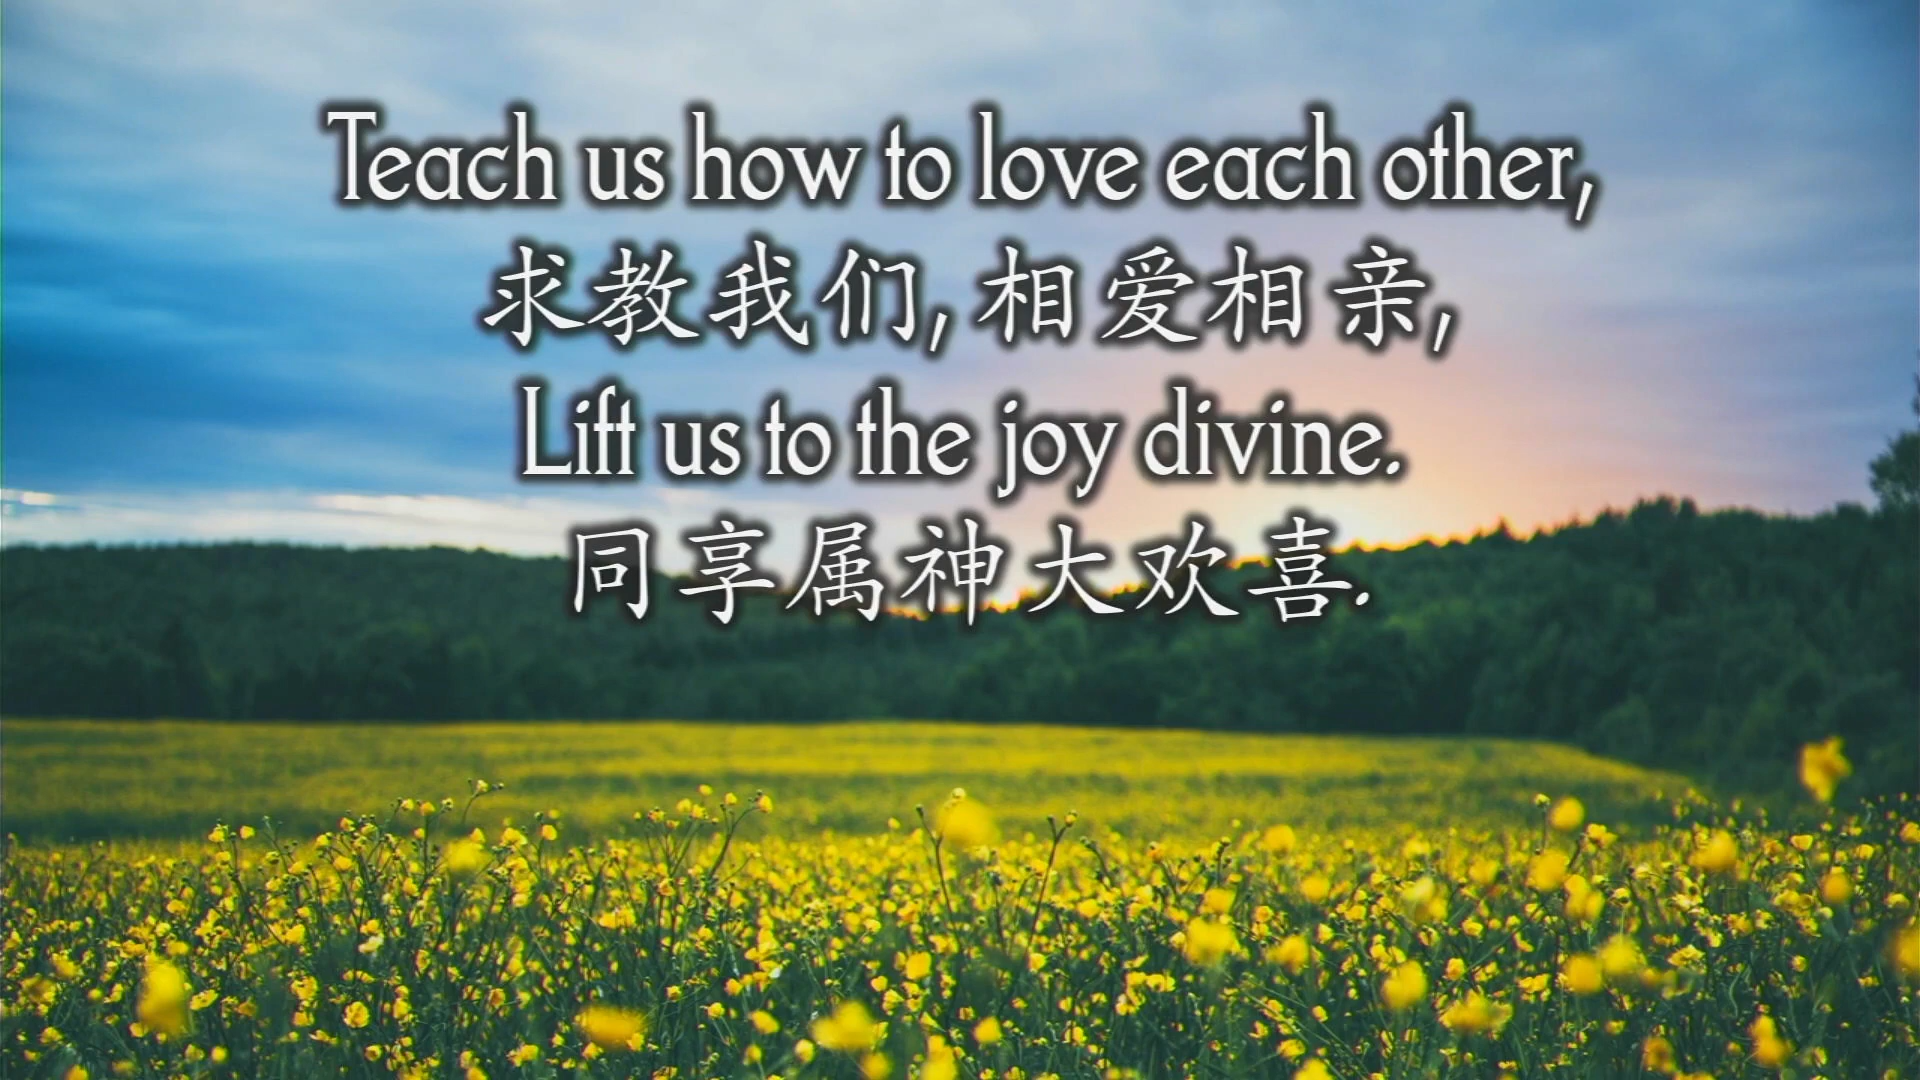 Teach us how to love each other,
求教我们, 相爱相亲,
Lift us to the joy divine.
同享属神大欢喜.